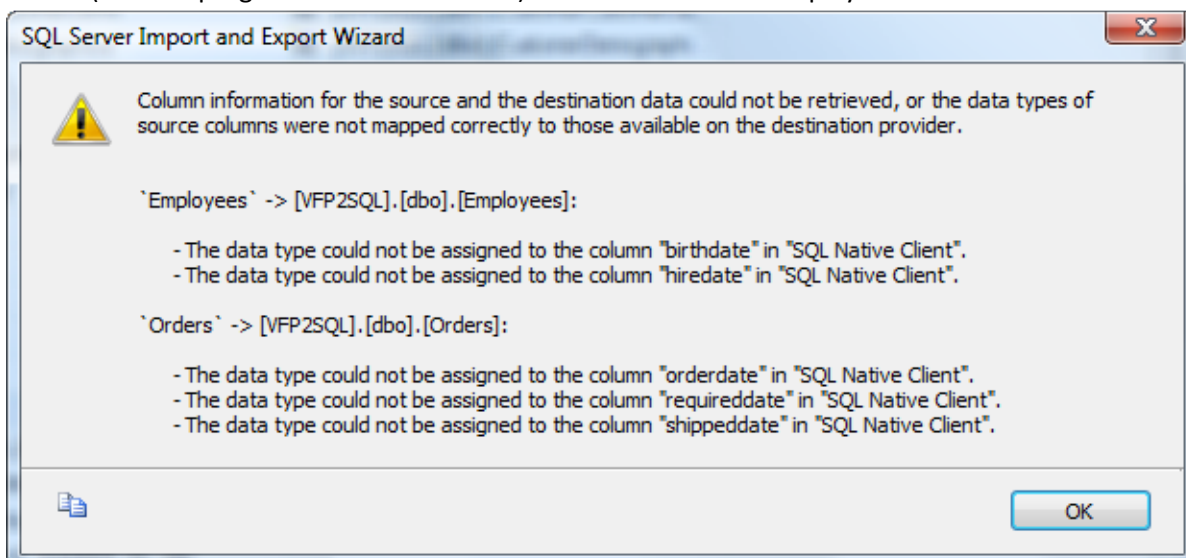 SQL Server Import and Export Wizard
Column information for the source and the destination data could not be retrieved, or the data types of
source columns were not mapped correctly to those available on the destination provider.
`Employees` -> [VFP2SQL].[dbo].[Employees]:
- The data type could not be assigned to the column "birthdate" in "SQL Native Client".
- The data type could not be assigned to the column "hiredate" in "SQL Native Client".
`Orders` -> [VFP2SQL].[dbo].[Orders]:
- The data type could not be assigned to the column "orderdate" in "SQL Native Client".
- The data type could not be assigned to the column "requireddate" in "SQL Native Client".
- The data type could not be assigned to the column "shippeddate" in "SQL Native Client".
OK